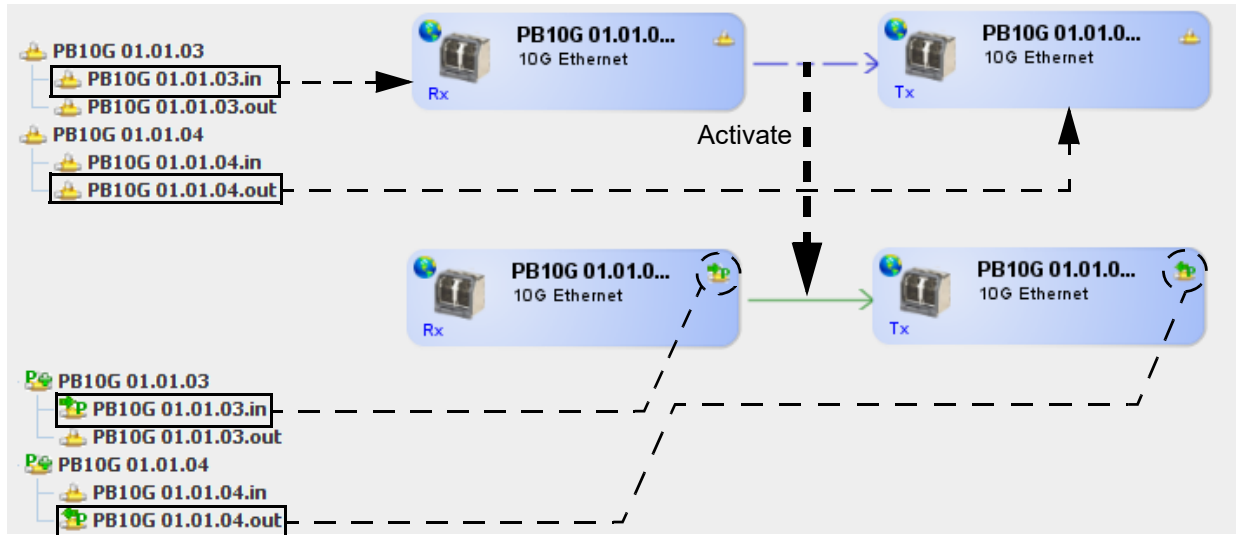 PB10G 01.01.03
PB10G 01.01.03.in
PB10G 01.01.03.out
PB10G 01.01.04
PB10G 01.01.04.in
PB10G 01.01.04.out
PB10G 01.01.0...
10G Ethernet
Rx
PB10G 01.01.0...
10G Ethernet
Tx
Activate
PB10G 01.01.0...
10G Ethernet
Rx
PB10G 01.01.0...
10G Ethernet
Tx
P PB10G 01.01.03
P PB10G 01.01.03.in
PB10G 01.01.03.out
P PB10G 01.01.04
PB10G 01.01.04.in
P PB10G 01.01.04.out